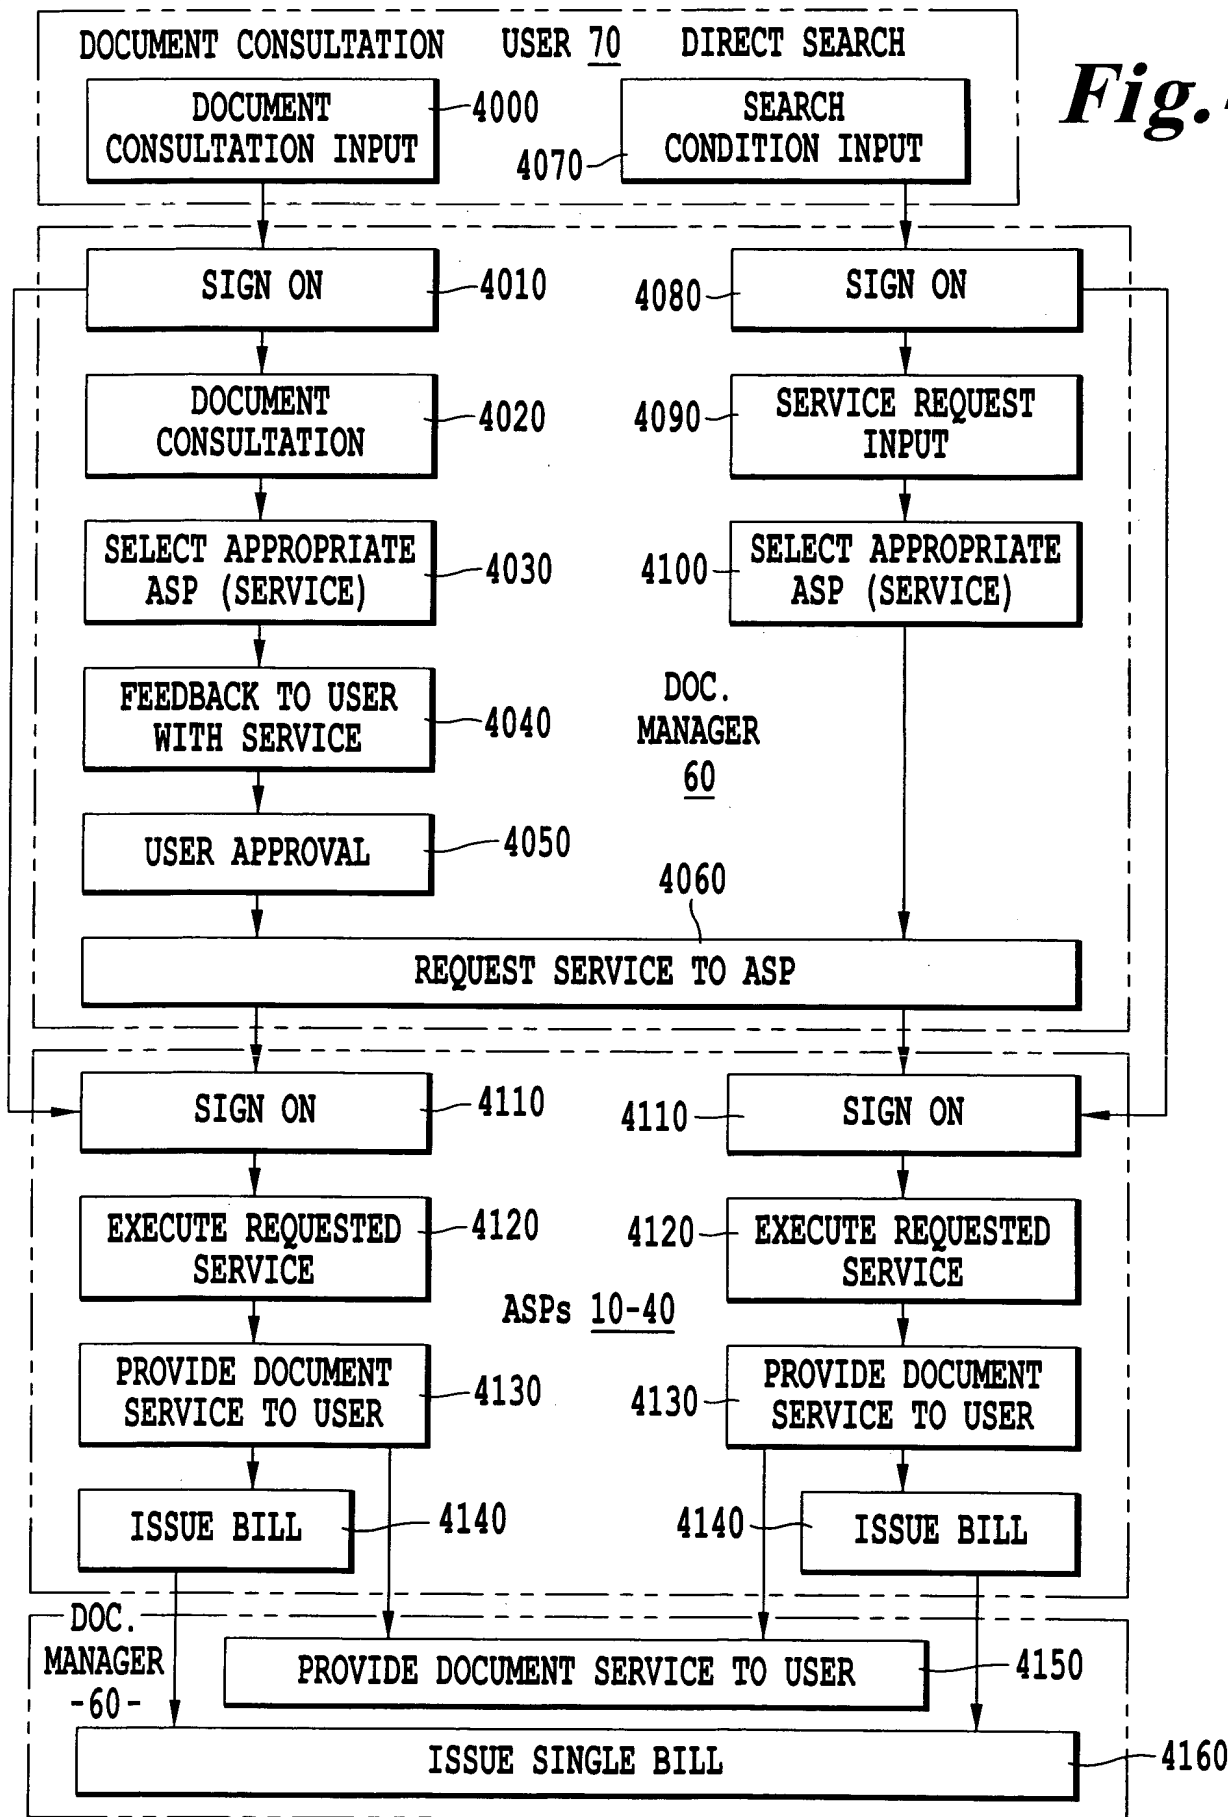 DOCUMENT CONSULTATION USER 70 DIRECT SEARCH
Fig.
DOCUMENT
CONSULTATION INPUT
4000
SEARCH
CONDITION INPUT
4070
SIGN ON
4010
4080
SIGN ON
DOCUMENT
CONSULTATION
4020
4090
SERVICE REQUEST
INPUT
SELECT APPROPRIATE
ASP (SERVICE)
4030
4100
SELECT APPROPRIATE
ASP (SERVICE)
FEEDBACK TO USER
WITH SERVICE
4040
DOC.
MANAGER
60
USER APPROVAL
4050
4060
REQUEST SERVICE TO ASP
SIGN ON
4110
4110
SIGN ON
EXECUTE REQUESTED
SERVICE
4120
4120
EXECUTE REQUESTED
SERVICE
ASPs 10-40
PROVIDE DOCUMENT
SERVICE TO USER
4130
4130
PROVIDE DOCUMENT
SERVICE TO USER
ISSUE BILL
4140
4140
ISSUE BILL
DOC.
MANAGER
-60-
PROVIDE DOCUMENT SERVICE TO USER
4150
ISSUE SINGLE BILL
4160